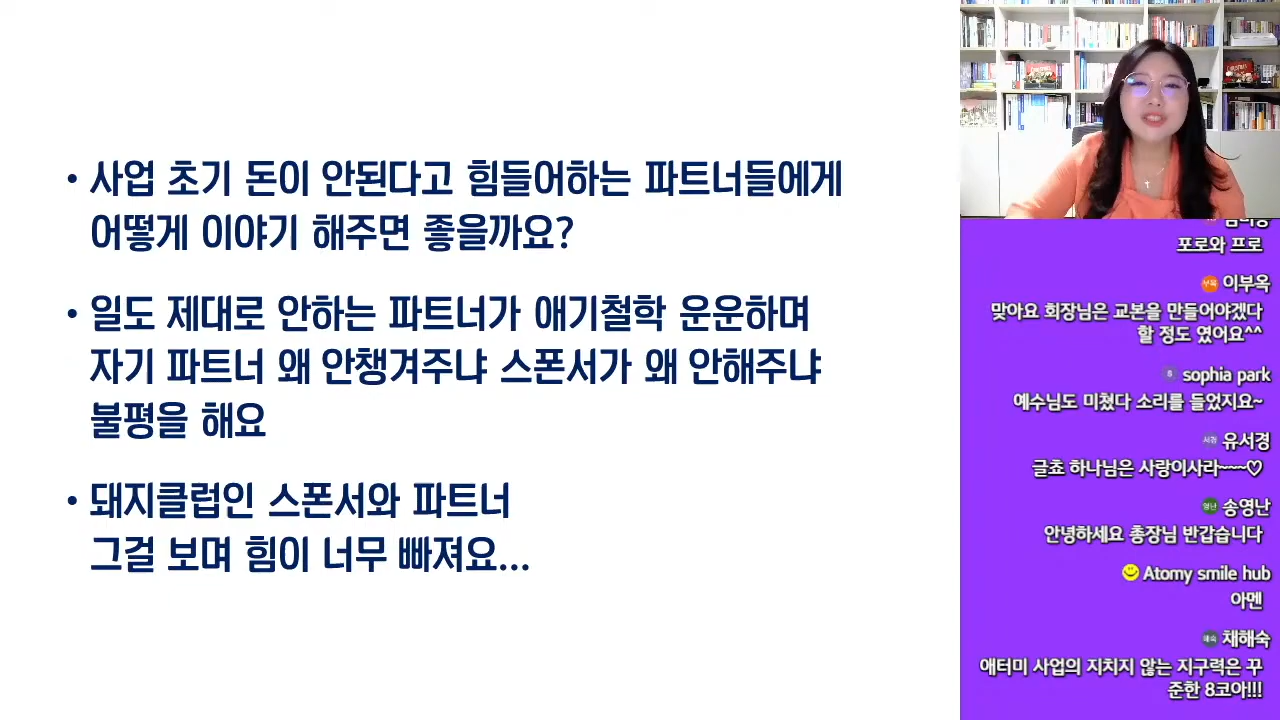 • 사업 초기 돈이 안된다고 힘들어하는 파트너들에게
어떻게 이야기 해주면 좋을까요?
• 일도 제대로 안하는 파트너가 애기철학 운운하며
자기 파트너 왜 안챙겨주냐 스폰서가 왜 안해주냐
불평을 해요
• 돼지클럽인 스폰서와 파트너
그걸 보며 힘이 너무 빠져요...
포로와 프로
이부옥
맞아요 회장님은 교본을 만들어야겠다
할 정도 였어요^^
S sophia park
예수님도 미쳤다 소리를 들었지요~
서경 유서경
글쵸 하나님은 사랑이사라~~~♡
영난 송영난
안녕하세요 총장님 반갑습니다
Atomy smile hub
아멘
해숙 채해숙
애터미 사업의 지치지 않는 지구력은 꾸
준한 8코아!!!